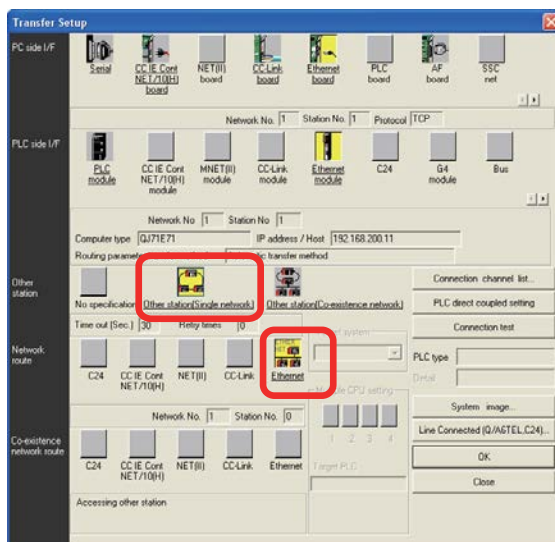 Transfer Setup
PC side I/F
Serial
CC IE Cont NET/10(H) board
NET(II) board
CC-Link board
Ethernet board
PLC board
AF board
SSC net
Network No. 1 Station No. 1 Protocol TCP
PLC side I/F
PLC module
CC IE Cont NET/10(H) module
MNET(II) module
CC-Link module
Ethernet module
C24
G4 module
Bus
Network No 1 Station No 1
Computer type QJ71E71 IP address / Host 192.168.200.11
Routing transfer method
Other station
No specification
Other station(Single network)
Other station(Co-existence network)
Time out (Sec.) 30 Retry times 0
Connection channel list...
PLC direct coupled setting
Connection test
PLC type
Detail
System image...
Line Connected (Q/A6TEL,C24)...
OK
Close
Network route
C24
CC IE Cont NET/10(H)
NET(II)
CC-Link
Ethernet
Network No. 1 Station No. 0
system
CPU setting
1 2 3 4
Target PLC
Co-existence network route
C24
CC IE Cont NET/10(H)
NET(II)
CC-Link
Ethernet
Accessing other station